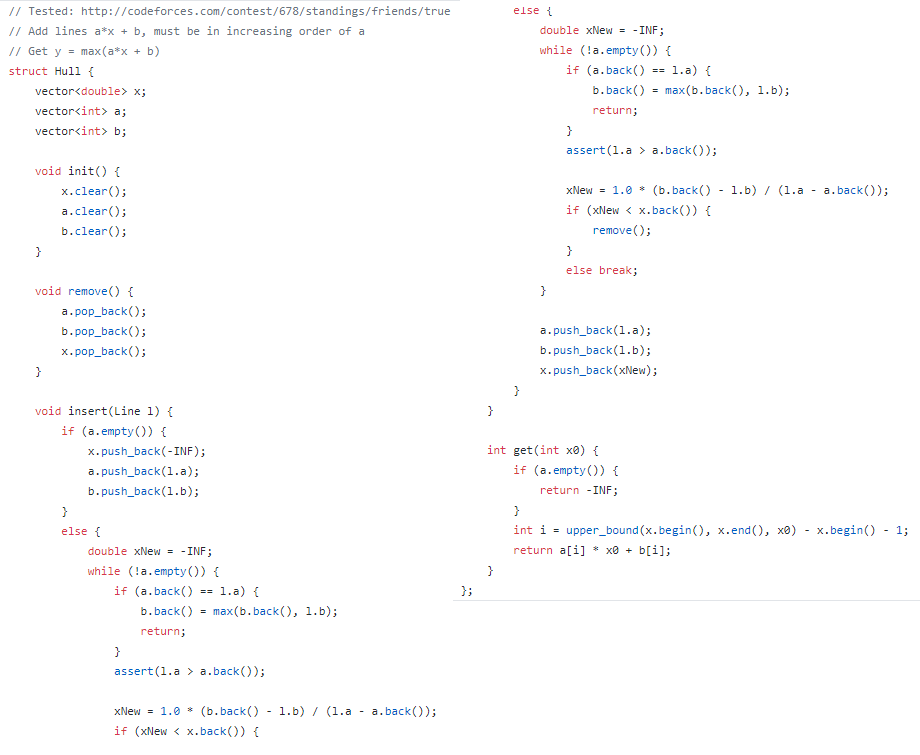 // Tested: http://codeforces.com/contest/678/standings/friends/true
// Add lines a*x + b, must be in increasing order of a
// Get y = max(a*x + b)
struct Hull {
    vector<double> x;
    vector<int> a;
    vector<int> b;

    void init() {
        x.clear();
        a.clear();
        b.clear();
    }

    void remove() {
        a.pop_back();
        b.pop_back();
        x.pop_back();
    }

    void insert(Line l) {
        if (a.empty()) {
            x.push_back(-INF);
            a.push_back(l.a);
            b.push_back(l.b);
        }
        else {
            double xNew = -INF;
            while (!a.empty()) {
                if (a.back() == l.a) {
                    b.back() = max(b.back(), l.b);
                    return;
                }
                assert(l.a > a.back());

                xNew = 1.0 * (b.back() - l.b) / (l.a - a.back());
                if (xNew < x.back()) {
        else {
            double xNew = -INF;
            while (!a.empty()) {
                if (a.back() == l.a) {
                    b.back() = max(b.back(), l.b);
                    return;
                }
                assert(l.a > a.back());

                xNew = 1.0 * (b.back() - l.b) / (l.a - a.back());
                if (xNew < x.back()) {
                    remove();
                }
                else break;
            }

            a.push_back(l.a);
            b.push_back(l.b);
            x.push_back(xNew);
        }
    }

    int get(int x0) {
        if (a.empty()) {
            return -INF;
        }
        int i = upper_bound(x.begin(), x.end(), x0) - x.begin() - 1;
        return a[i] * x0 + b[i];
    }
};